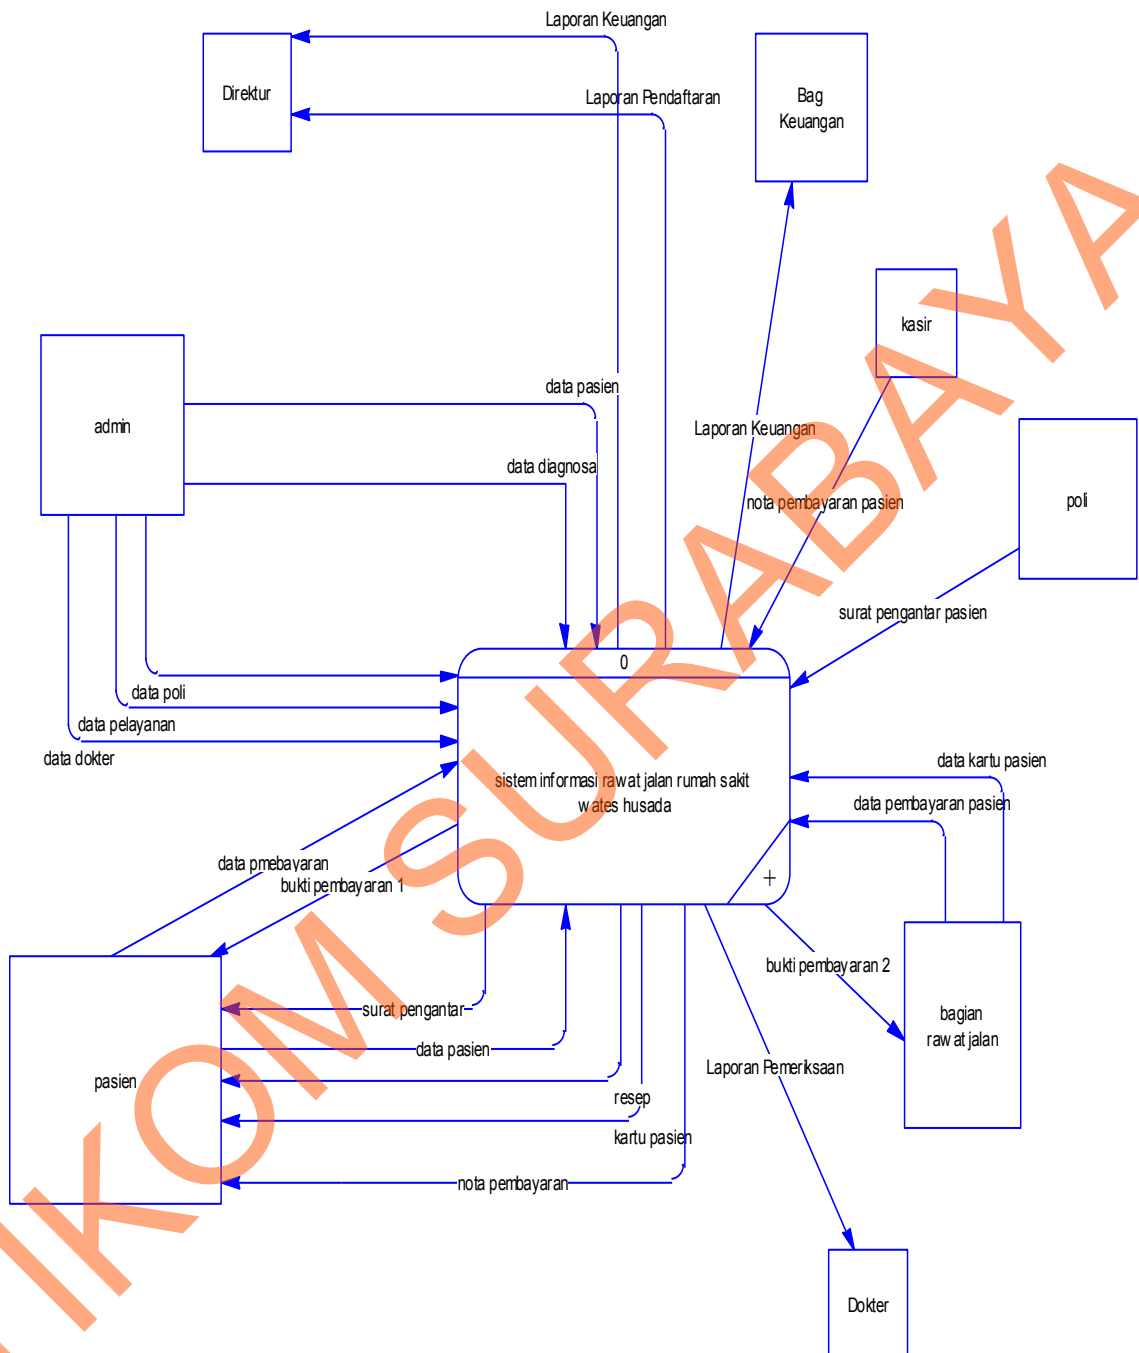 Laporan Keuangan
Direktur
Laporan Pendaftaran
Bag
Keuangan
kasir
data pasien
admin
Laporan Keuangan
data diagnosa
nota pembayaran pasien
poli
surat pengantar pasien
0
data poli
data pelayanan
data dokter
sistem informasi rawat jalan rumah sakit
wates husada
data kartu pasien
data pembayaran pasien
data pmebayaran
bukti pembayaran 1
+
bukti pembayaran 2
surat pengantar
bagian
rawat jalan
data pasien
Laporan Pemeriksaan
pasien
resep
kartu pasien
nota pembayaran
Dokter
IKOM SURABAYA